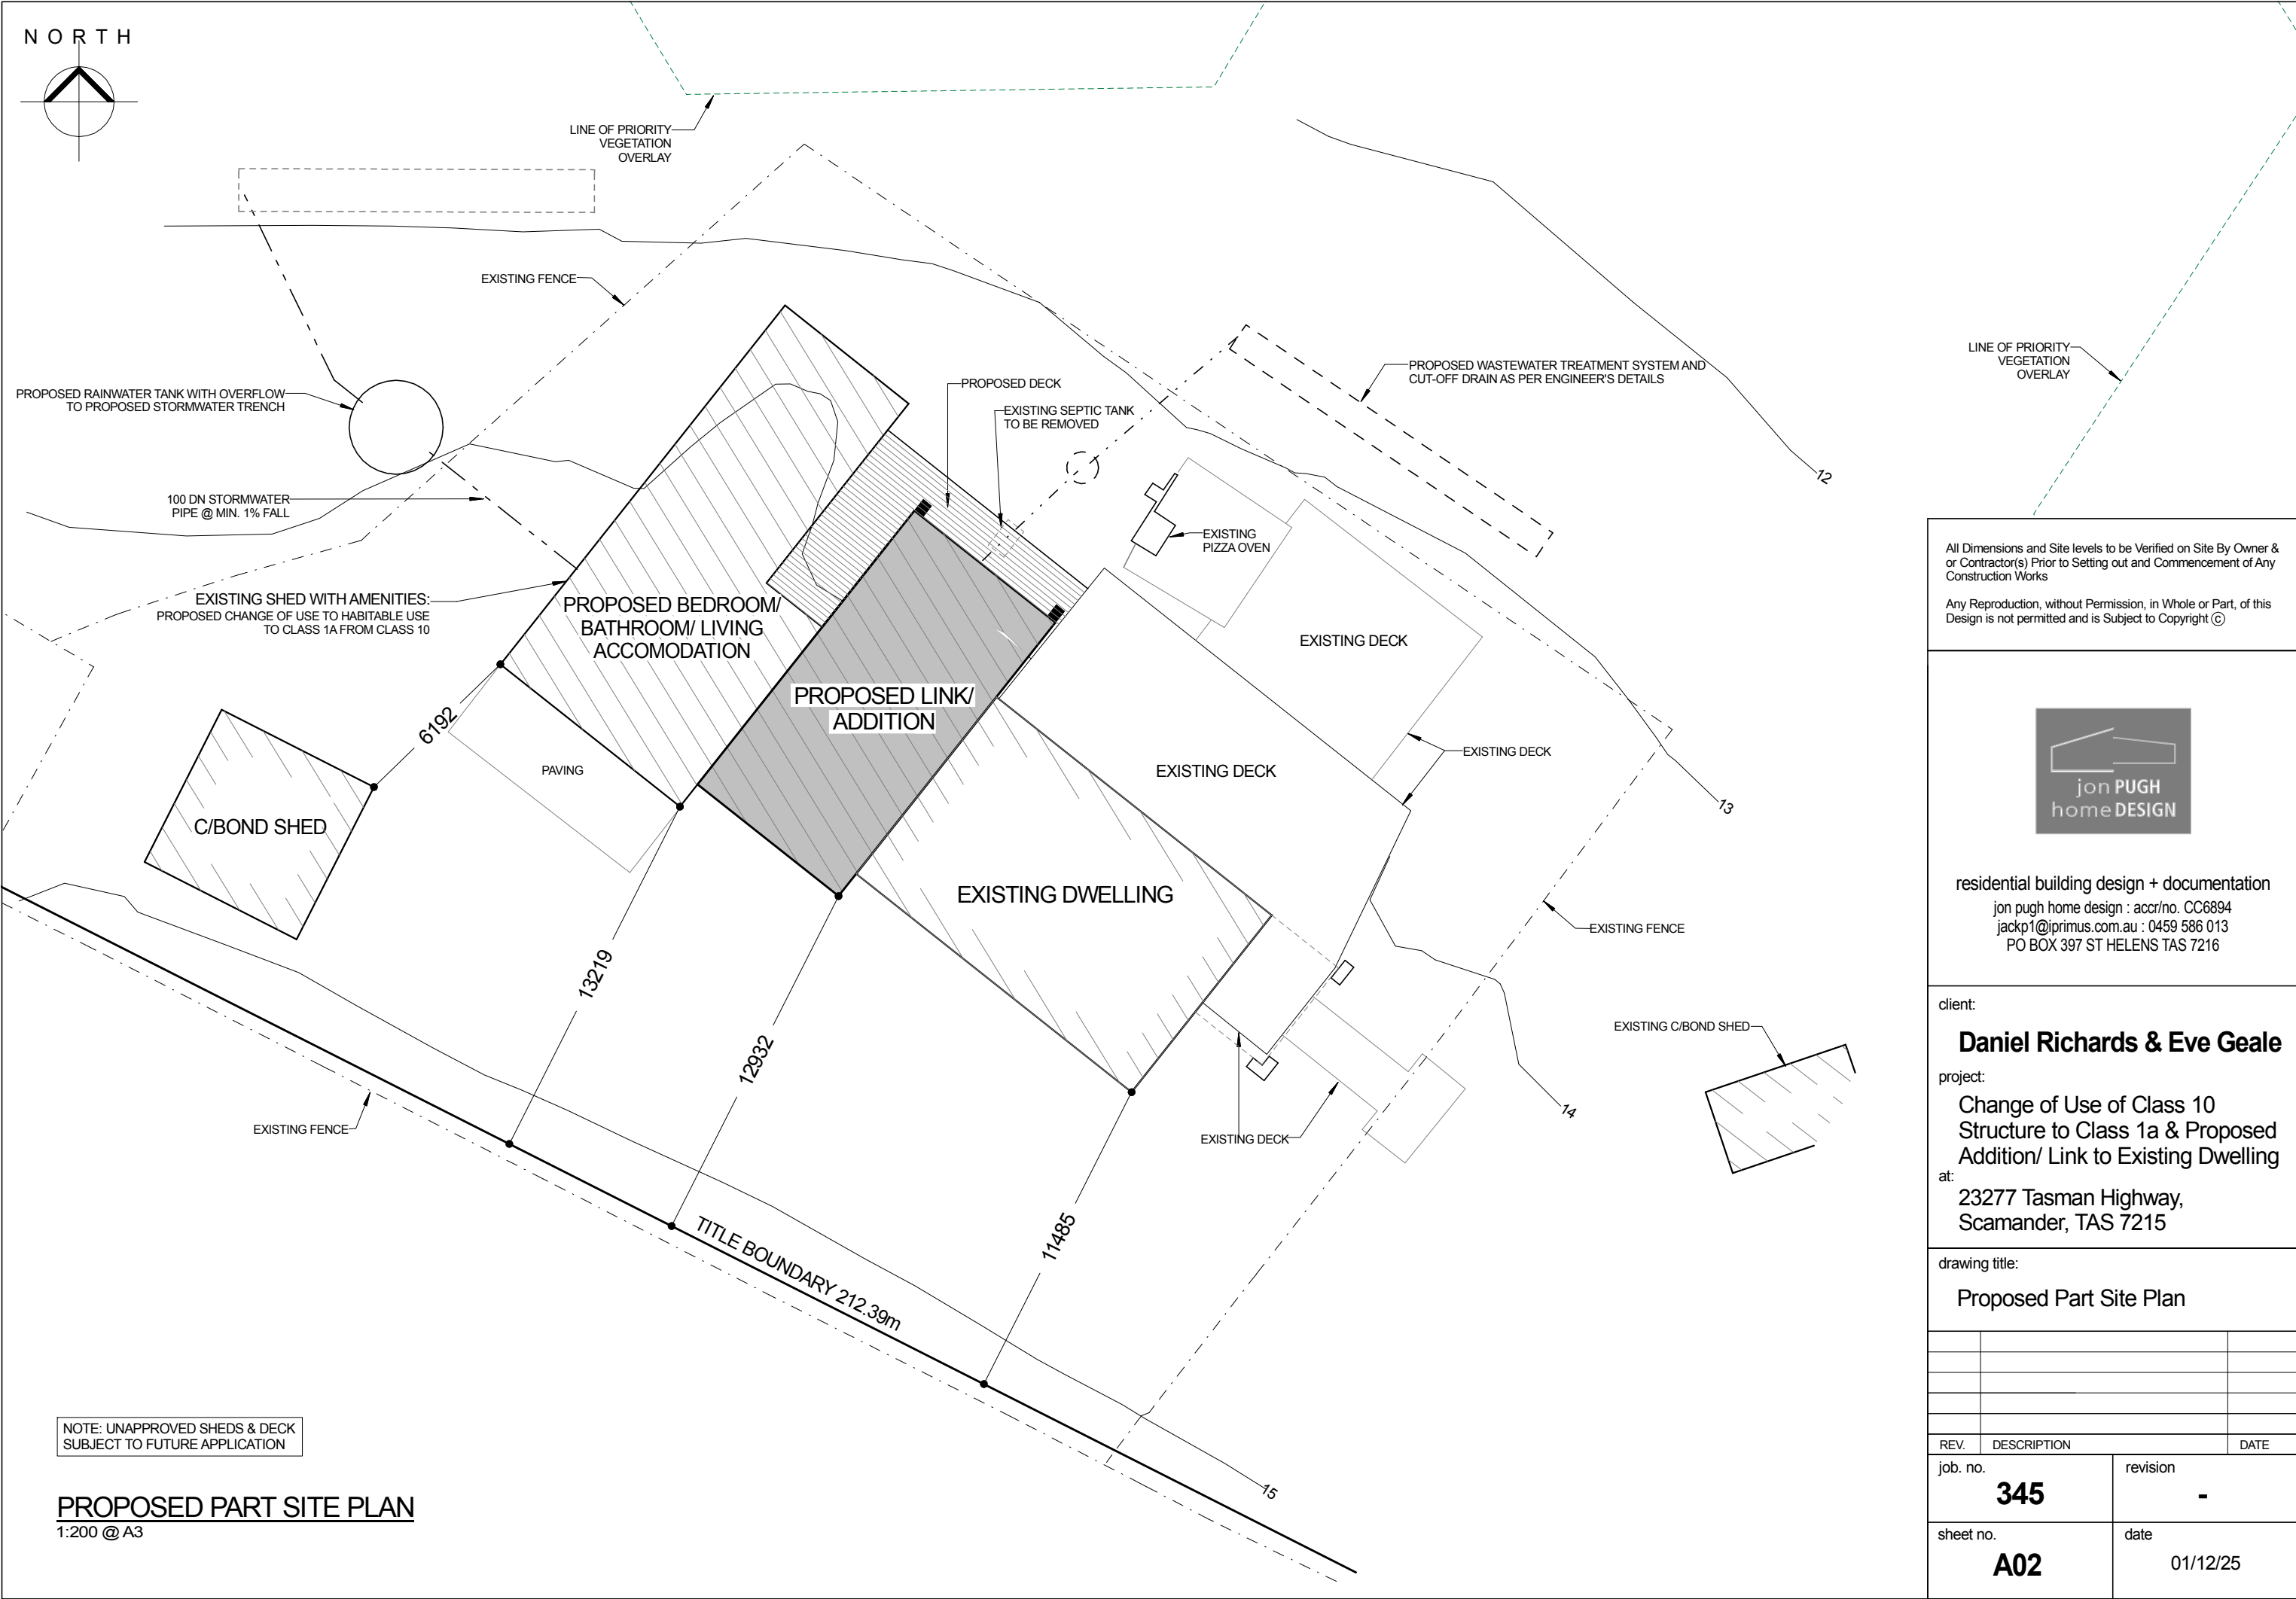 NORTH
LINE OF PRIORITY
VEGETATION
OVERLAY
EXISTING FENCE
PROPOSED RAINWATER TANK WITH OVERFLOW
TO PROPOSED STORMWATER TRENCH
100 DN STORMWATER
PIPE @ MIN. 1% FALL
EXISTING SHED WITH AMENITIES:
PROPOSED CHANGE OF USE TO HABITABLE USE
TO CLASS 1A FROM CLASS 10
PROPOSED DECK
EXISTING SEPTIC TANK
TO BE REMOVED
PROPOSED WASTEWATER TREATMENT SYSTEM AND
CUT-OFF DRAIN AS PER ENGINEER'S DETAILS
LINE OF PRIORITY
VEGETATION
OVERLAY
12
EXISTING
PIZZA OVEN
PROPOSED BEDROOM/
BATHROOM/ LIVING
ACCOMODATION
PROPOSED LINK/
ADDITION
EXISTING DECK
EXISTING DECK
EXISTING DECK
13
6192
PAVING
C/BOND SHED
EXISTING DWELLING
EXISTING FENCE
13219
12932
11485
EXISTING C/BOND SHED
14
EXISTING DECK
EXISTING FENCE
TITLE BOUNDARY 212.39m
15
NOTE: UNAPPROVED SHEDS & DECK
SUBJECT TO FUTURE APPLICATION
PROPOSED PART SITE PLAN
1:200 @ A3
All Dimensions and Site levels to be Verified on Site By Owner &
or Contractor(s) Prior to Setting out and Commencement of Any
Construction Works
Any Reproduction, without Permission, in Whole or Part, of this
Design is not permitted and is Subject to Copyright ©
jon PUGH
home DESIGN
residential building design + documentation
jon pugh home design : accr/no. CC6894
jackp1@iprimus.com.au : 0459 586 013
PO BOX 397 ST HELENS TAS 7216
client:
Daniel Richards & Eve Geale
project:
Change of Use of Class 10
Structure to Class 1a & Proposed
Addition/ Link to Existing Dwelling
at:
23277 Tasman Highway,
Scamander, TAS 7215
drawing title:
Proposed Part Site Plan
REV. DESCRIPTION DATE
job. no. revision
345 -
sheet no. date
A02 01/12/25